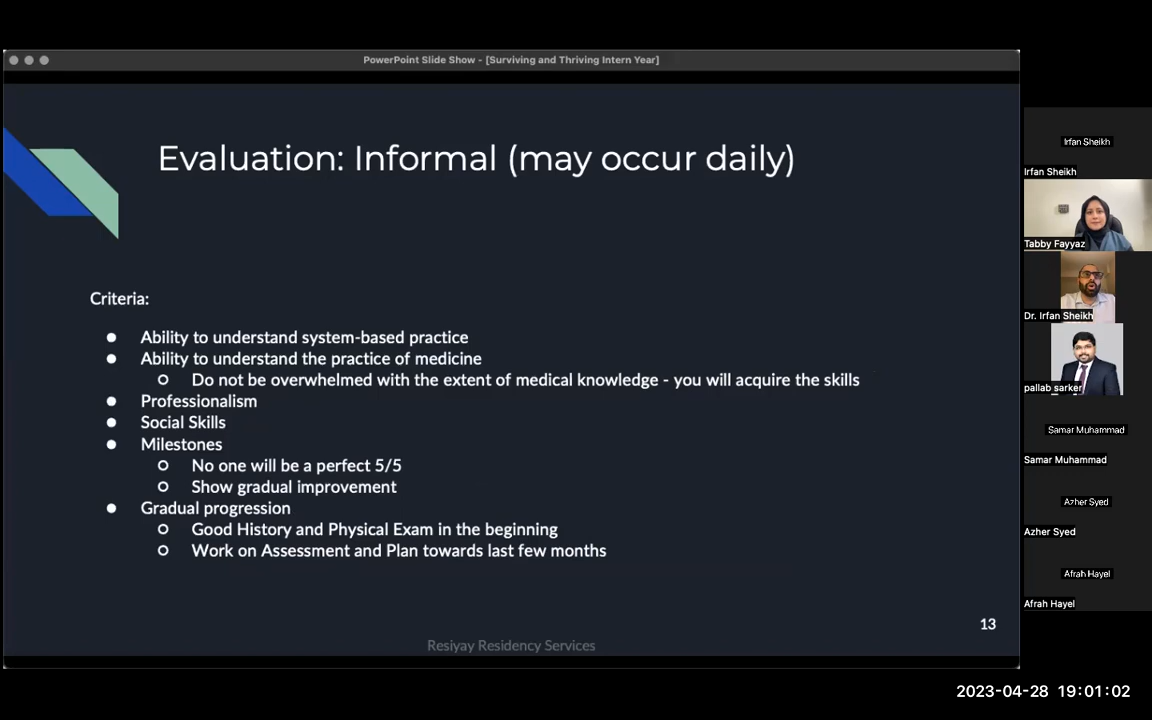 PowerPoint Slide Show - [Surviving and Thriving Intern Year]
Evaluation: Informal (may occur daily)
Criteria:
● Ability to understand system-based practice
● Ability to understand the practice of medicine
○ Do not be overwhelmed with the extent of medical knowledge - you will acquire the skills
● Professionalism
● Social Skills
● Milestones
○ No one will be a perfect 5/5
○ Show gradual improvement
● Gradual progression
○ Good History and Physical Exam in the beginning
○ Work on Assessment and Plan towards last few months
13
Resiyay Residency Services
Irfan Sheikh
Irfan Sheikh
Tabby Fayyaz
Dr. Irfan Sheikh
pallab sarker
Samar Muhammad
Samar Muhammad
Azher Syed
Azher Syed
Afrah Hayel
Afrah Hayel
2023-04-28 19:01:02